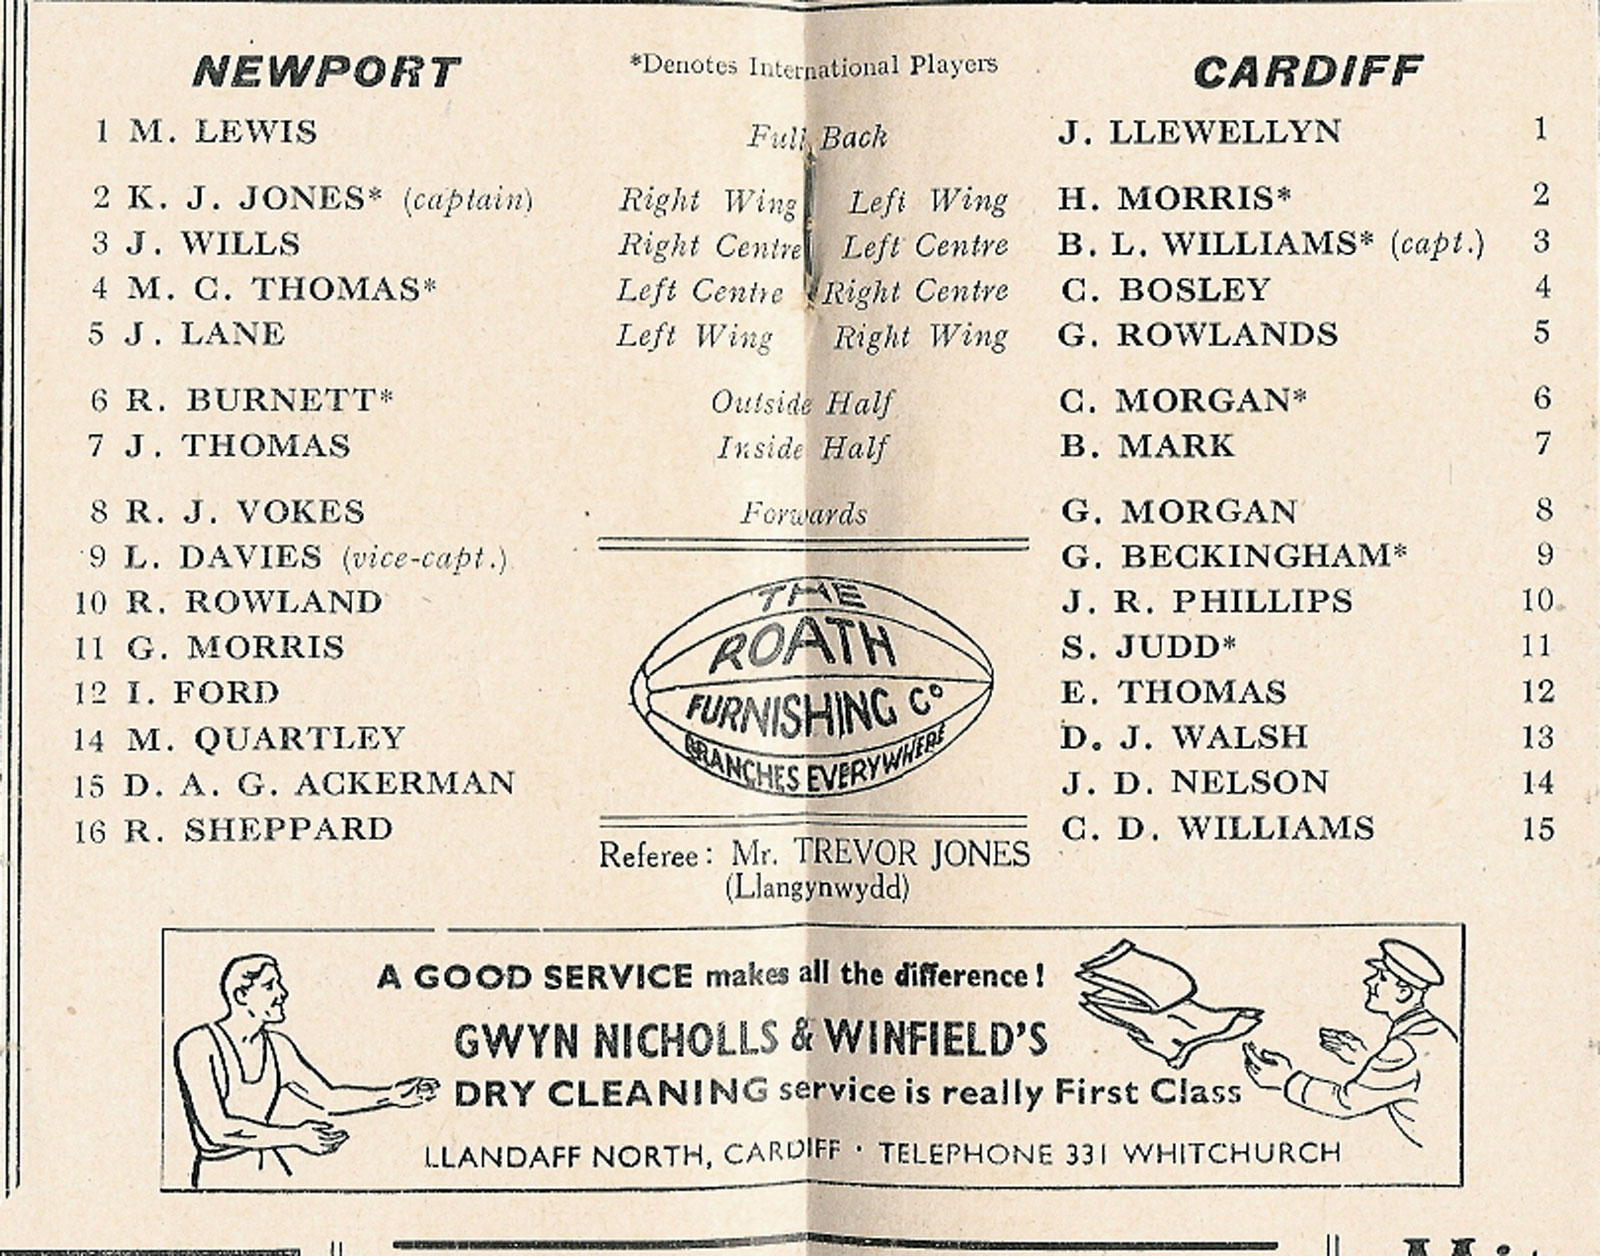 NEWPORT *Denotes International Players CARDIFF
1 M. LEWIS Full Back J. LLEWELLYN 1
2 K. J. JONES* (captain) Right Wing Left Wing H. MORRIS* 2
3 J. WILLS Right Centre Left Centre B. L. WILLIAMS* (capt.) 3
4 M. C. THOMAS* Left Centre Right Centre C. BOSLEY 4
5 J. LANE Left Wing Right Wing G. ROWLANDS 5
6 R. BURNETT* Outside Half C. MORGAN* 6
7 J. THOMAS Inside Half B. MARK 7
8 R. J. VOKES Forwards G. MORGAN 8
9 L. DAVIES (vice-capt.) G. BECKINGHAM* 9
10 R. ROWLAND J. R. PHILLIPS 10
11 G. MORRIS S. JUDD* 11
12 I. FORD E. THOMAS 12
14 M. QUARTLEY D. J. WALSH 13
15 D. A. G. ACKERMAN J. D. NELSON 14
16 R. SHEPPARD C. D. WILLIAMS 15
THE
ROATH
FURNISHING Co
BRANCHES EVERYWHERE
Referee: Mr. TREVOR JONES
(Llangynwydd)
A GOOD SERVICE makes all the difference!
GWYN NICHOLLS & WINFIELD'S
DRY CLEANING service is really First Class
LLANDAFF NORTH, CARDIFF · TELEPHONE 331 WHITCHURCH